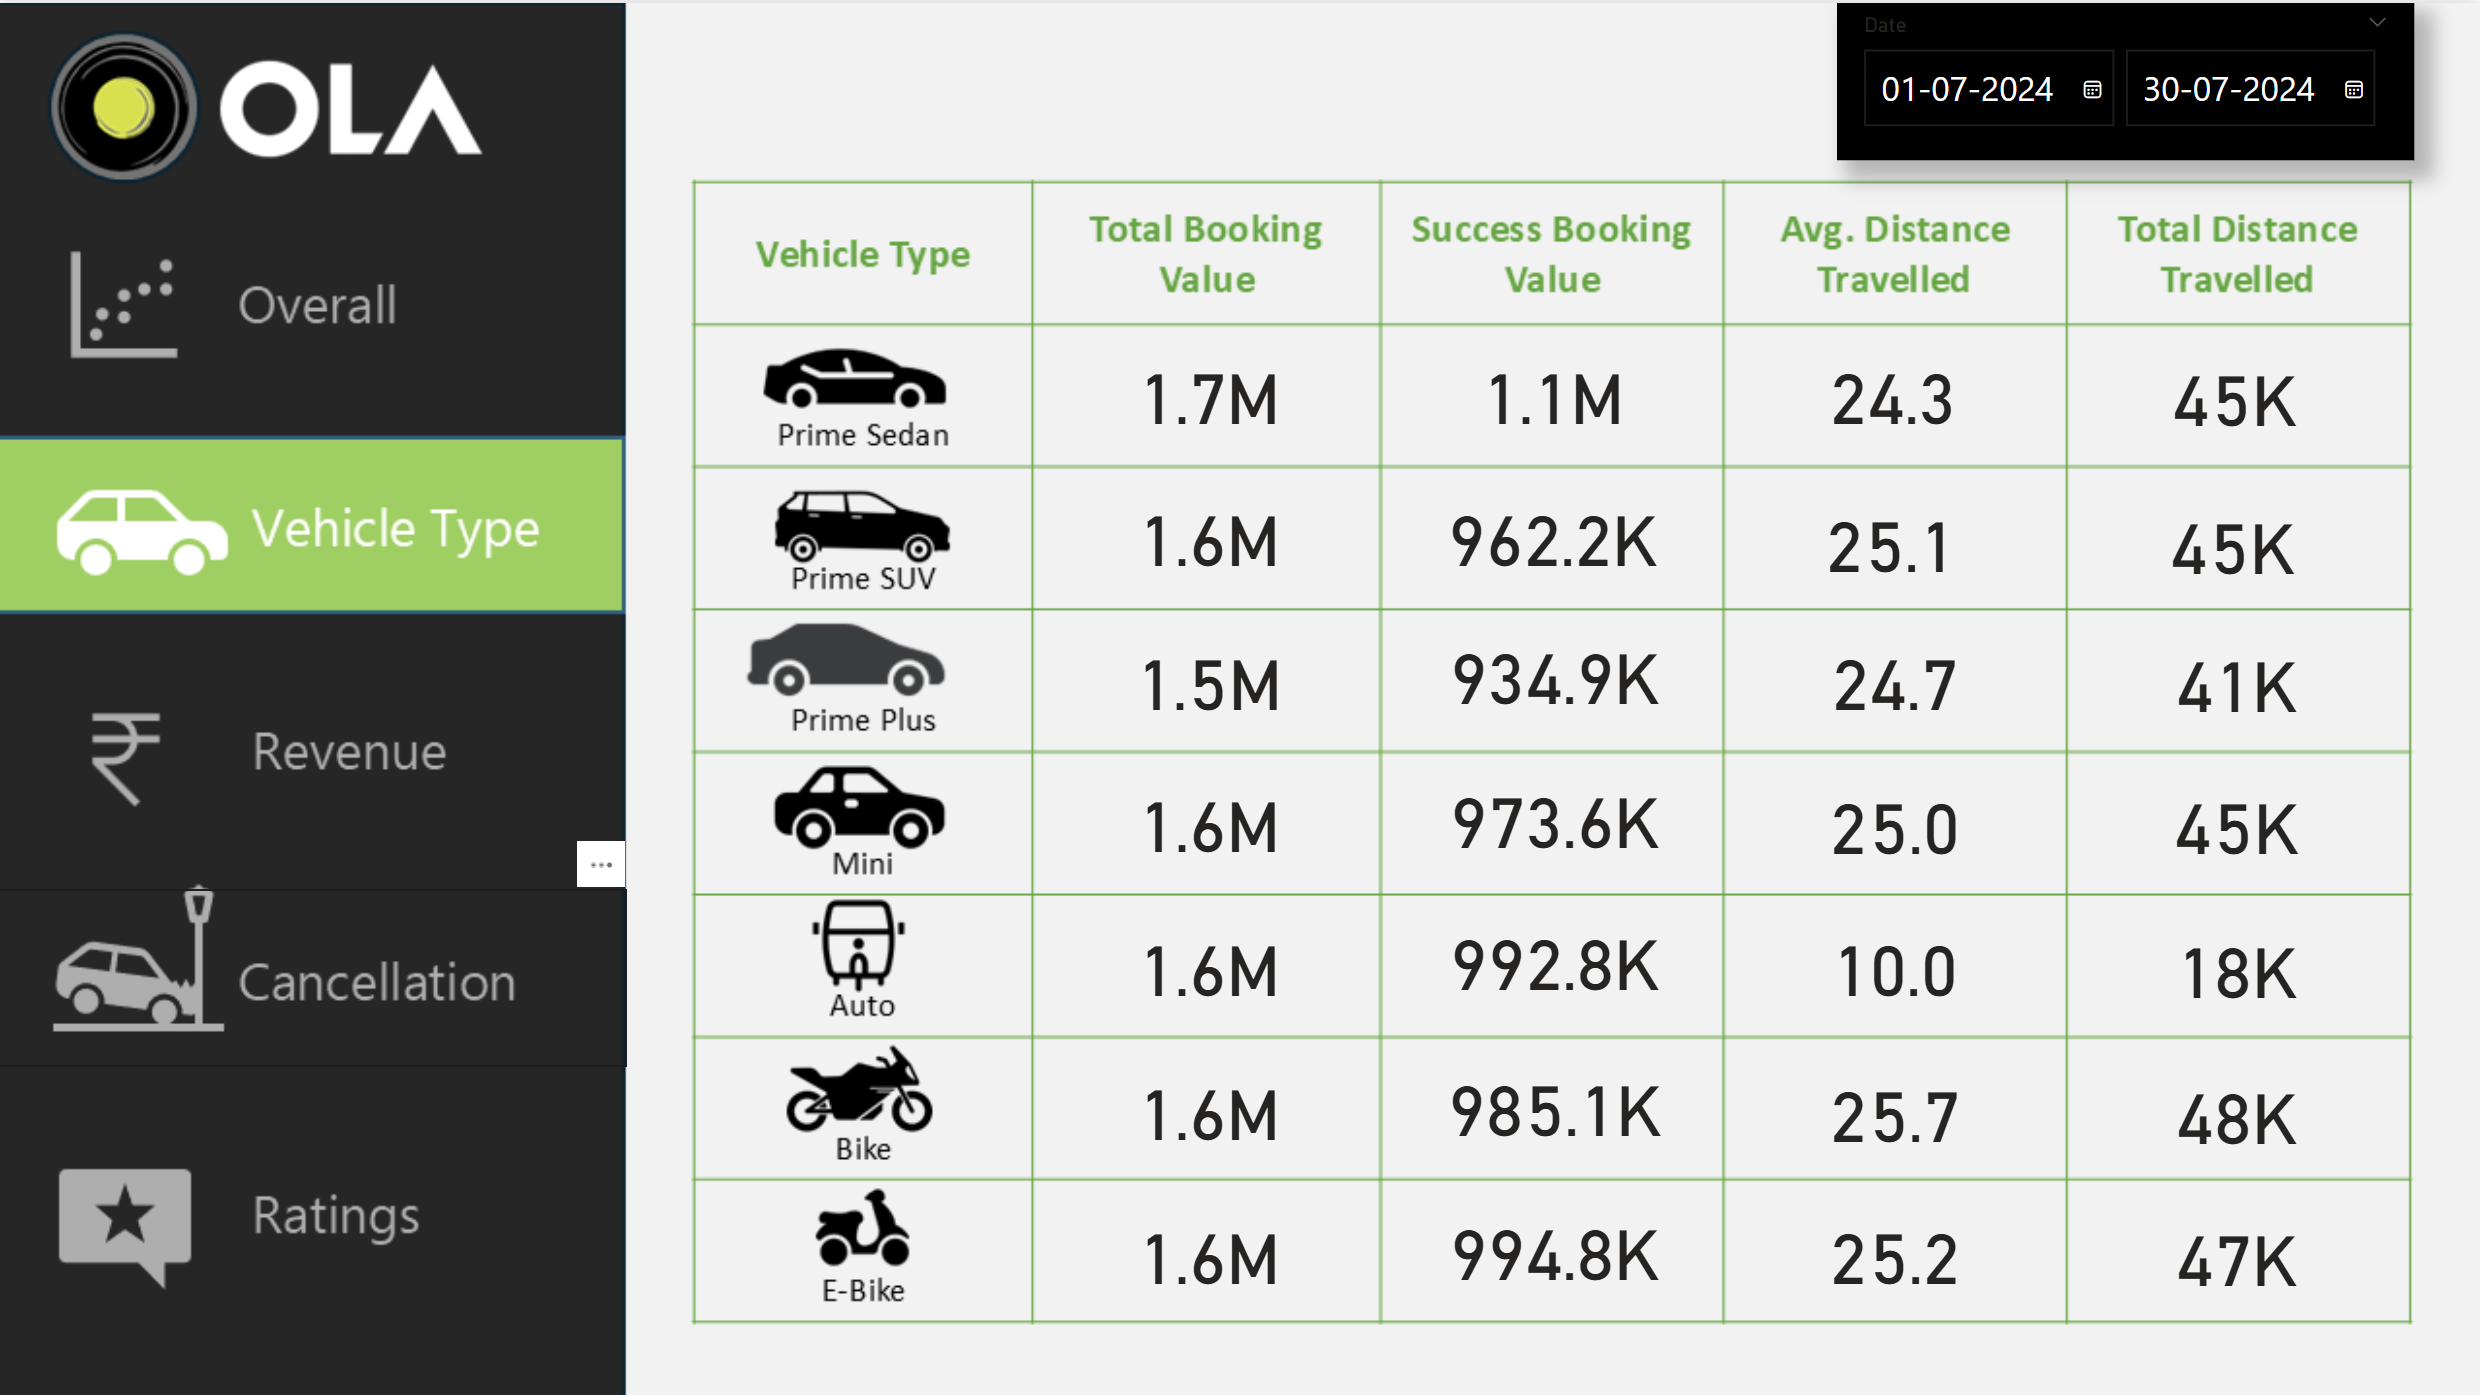 OLA
Overall
Vehicle Type
Revenue
...
Cancellation
Ratings
Date
01-07-2024 30-07-2024
Vehicle Type Total Booking Value Success Booking Value Avg. Distance Travelled Total Distance Travelled
Prime Sedan 1.7M 1.1M 24.3 45K
Prime SUV 1.6M 962.2K 25.1 45K
Prime Plus 1.5M 934.9K 24.7 41K
Mini 1.6M 973.6K 25.0 45K
Auto 1.6M 992.8K 10.0 18K
Bike 1.6M 985.1K 25.7 48K
E-Bike 1.6M 994.8K 25.2 47K